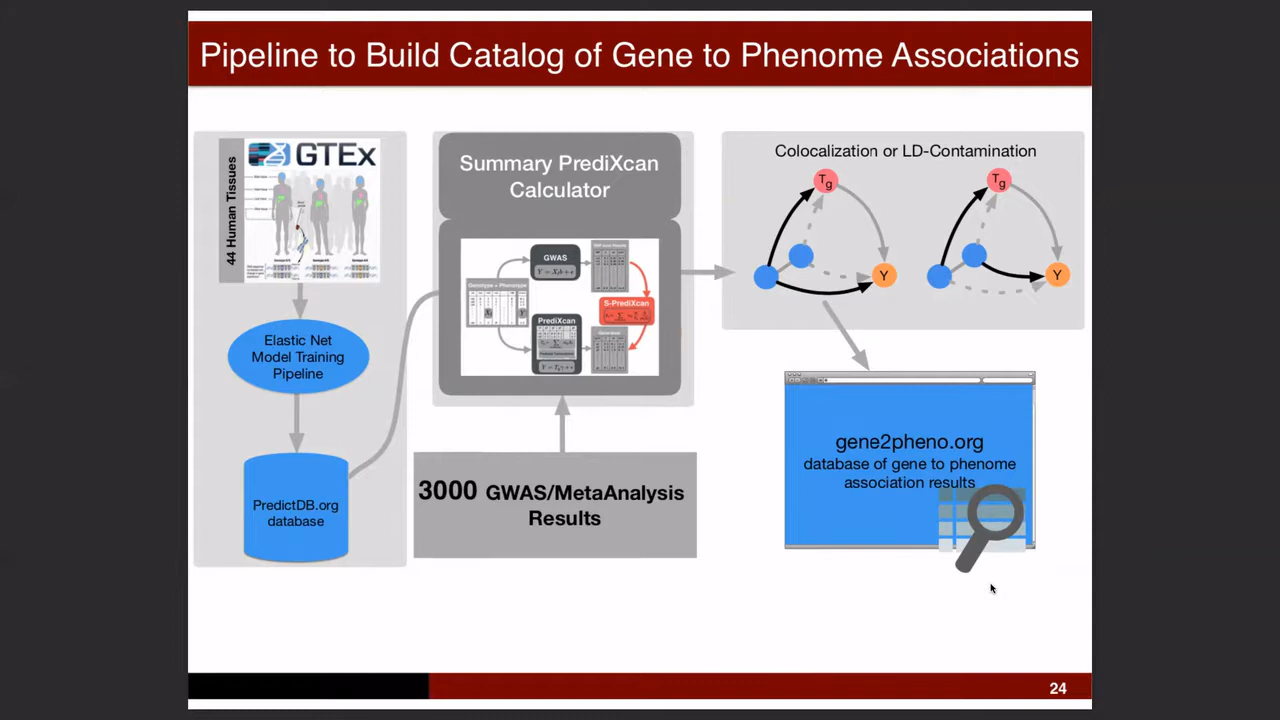 Pipeline to Build Catalog of Gene to Phenome Associations
44 Human Tissues
GTEx
Elastic Net
Model Training
Pipeline
PredictDB.org
database
Summary PrediXcan
Calculator
GWAS
Genotype + Phenotype
S-PrediXcan
PrediXcan
3000 GWAS/MetaAnalysis
Results
Colocalization or LD-Contamination
Tg
Y
Tg
Y
gene2pheno.org
database of gene to phenome
association results
24